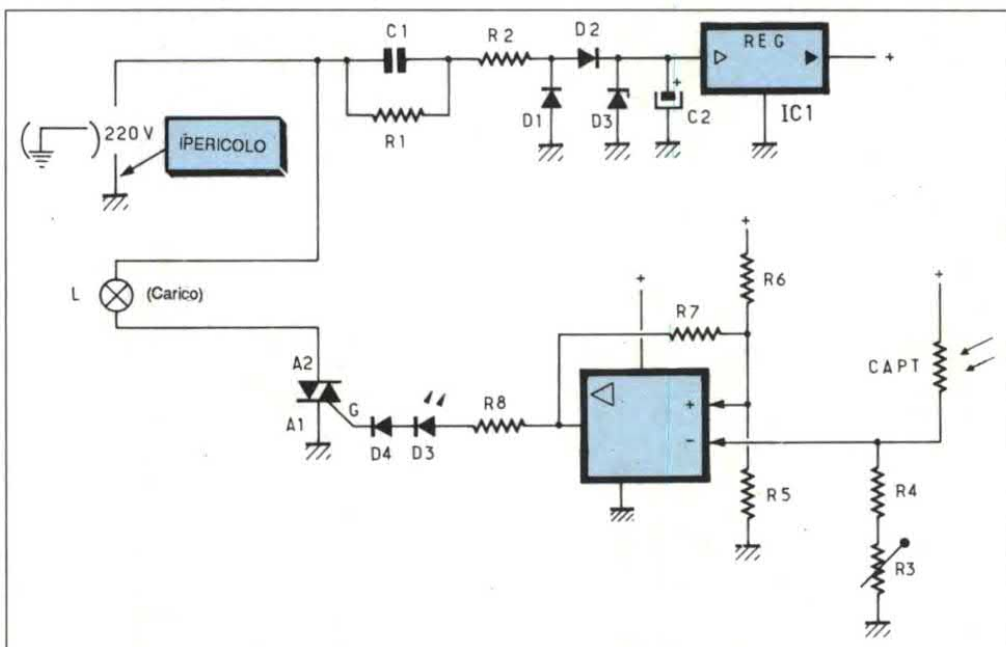 C1
R2
D2
REG
+
IC1
R1
D1
D3
+
C2
( ) 220 V
¡PERICOLO
L
(Carico)
+
R6
+
R7
+
CAPT
A2
A1
G
D4
D3
R8
+
-
R5
R4
R3